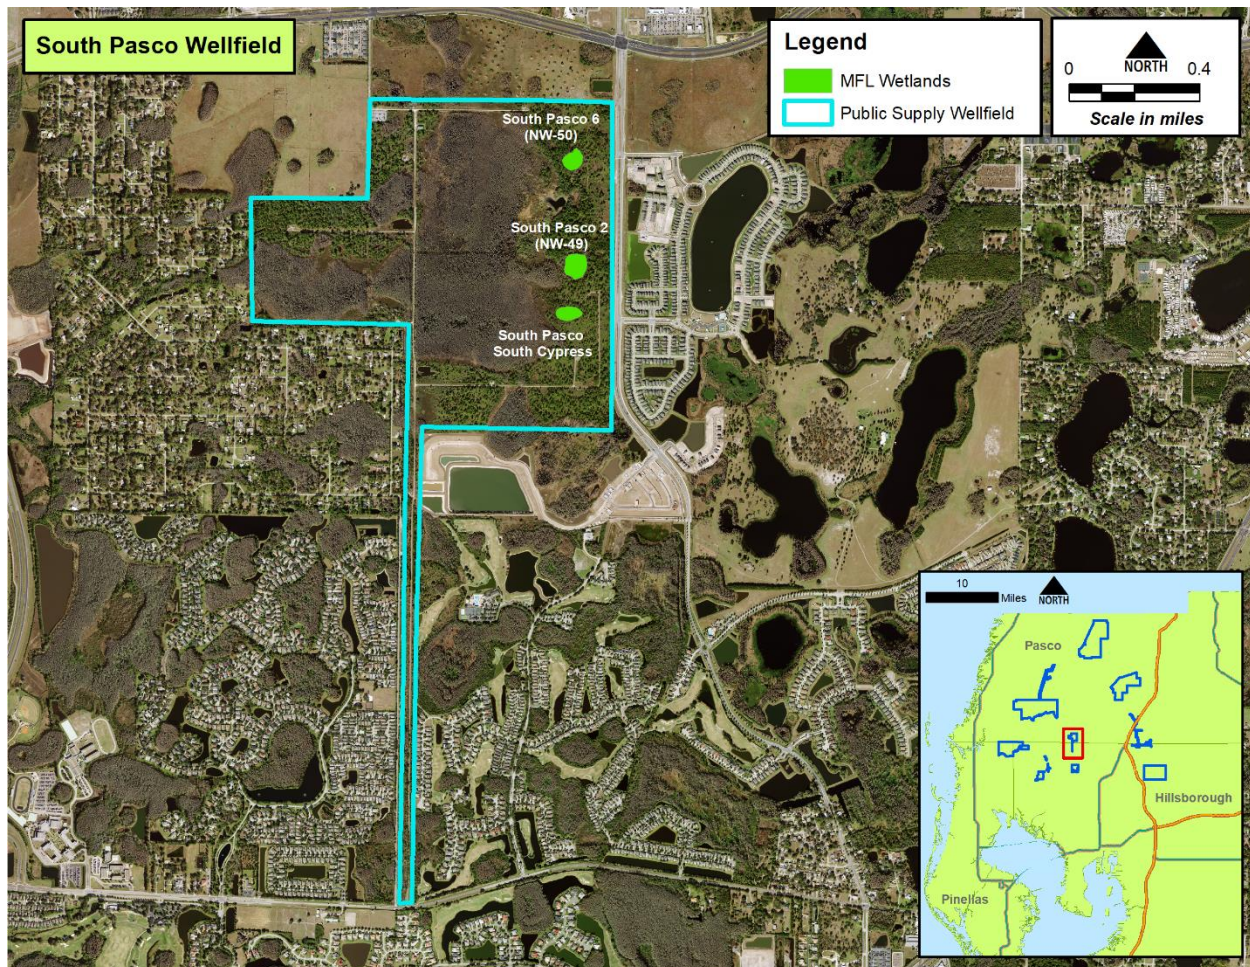 South Pasco Wellfield
Legend
MFL Wetlands
Public Supply Wellfield
NORTH
0 0.4
Scale in miles
South Pasco 6
(NW-50)
South Pasco 2
(NW-49)
South Pasco
South Cypress
10
Miles
NORTH
Pasco
Hillsborough
Pinellas